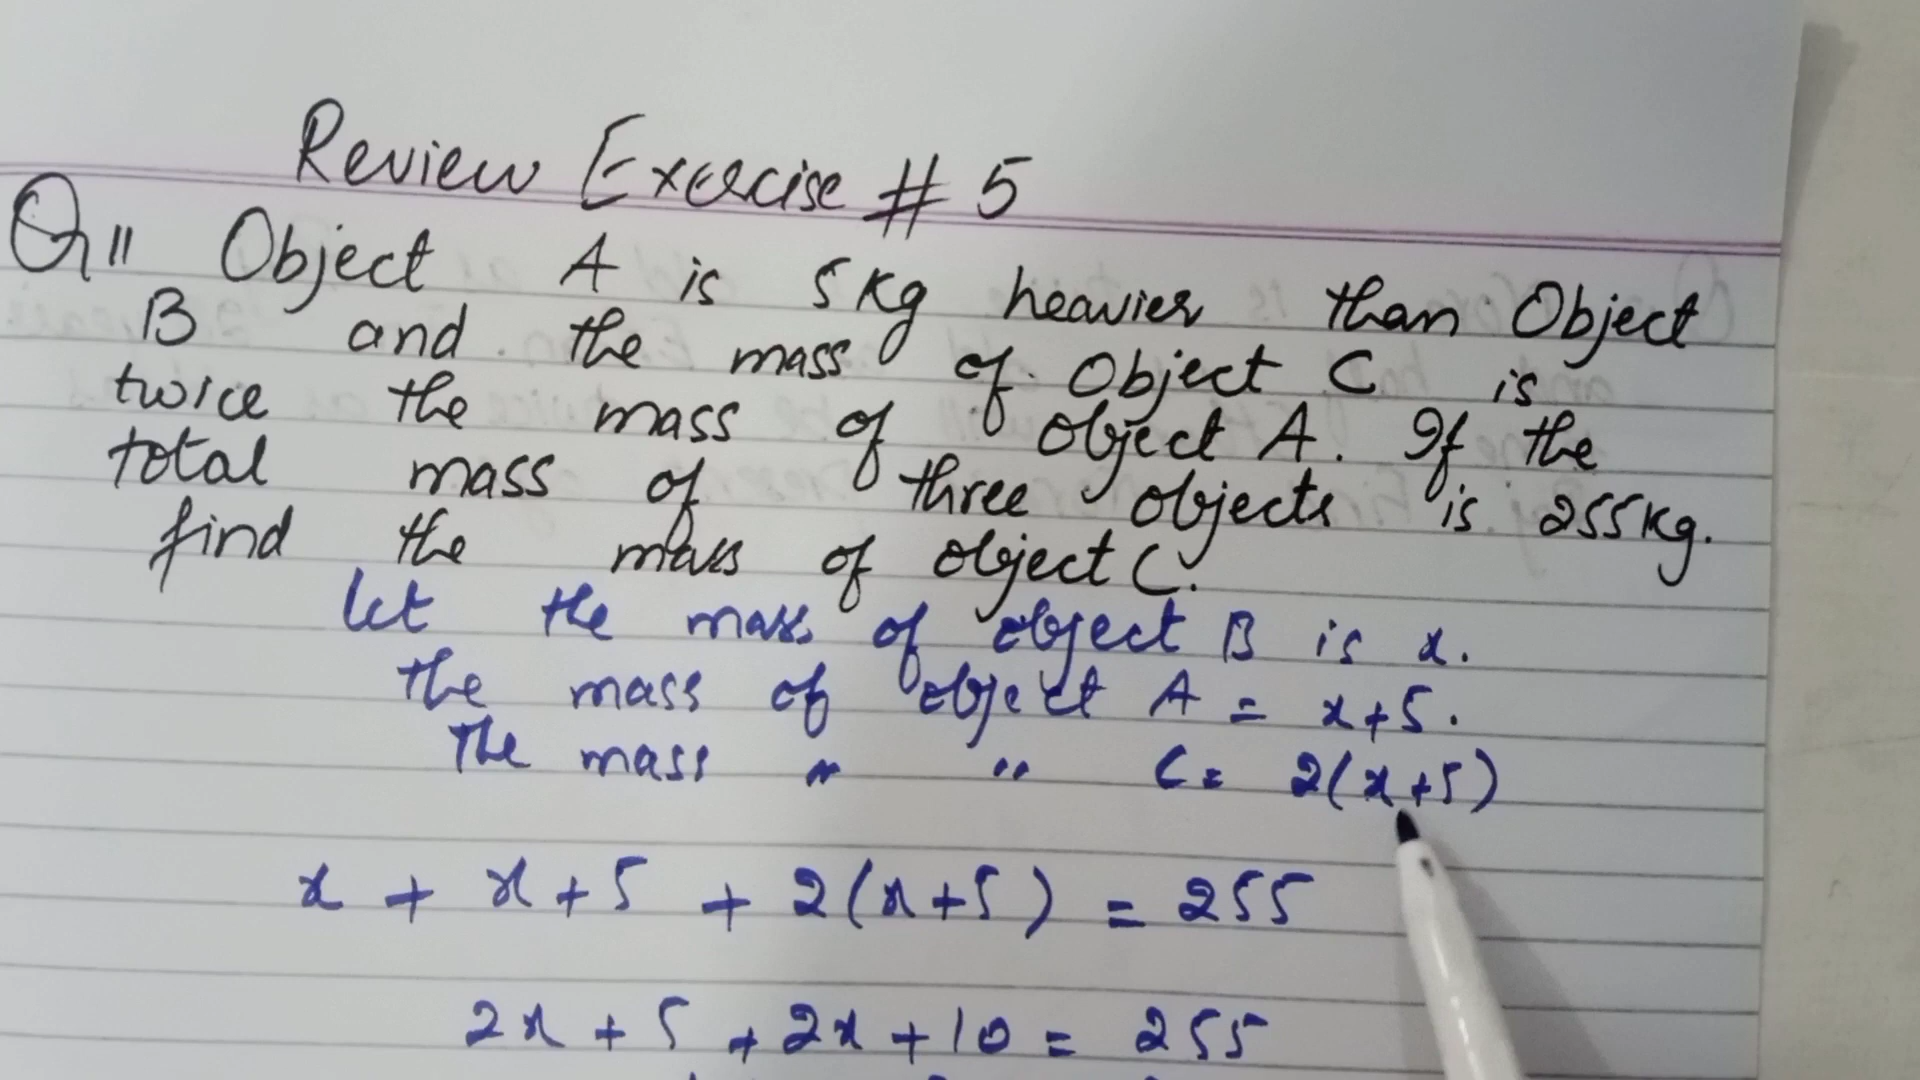 Review Exercise # 5
Q11 Object A is 5Kg heavier than Object
B and the mass of Object C is
twice the mass of object A. If the
total mass of three objects is 255Kg.
find the mass of object C.
let the mass of object B is x.
the mass of object A = x+5.
The mass " " C = 2(x+5)
x + x+5 + 2(x+5) = 255
2x + 5 + 2x + 10 = 255